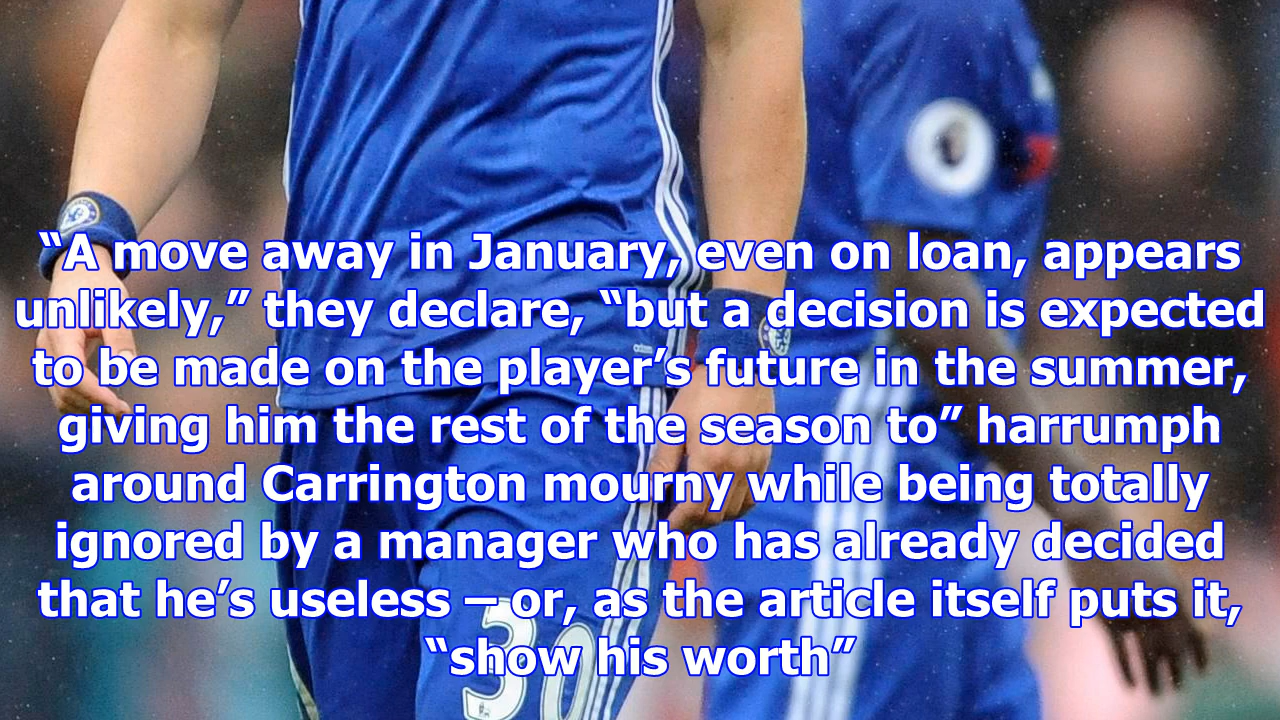 “A move away in January, even on loan, appears
unlikely,” they declare, “but a decision is expected
to be made on the player’s future in the summer,
giving him the rest of the season to” harrumph
around Carrington mourny while being totally
ignored by a manager who has already decided
that he’s useless – or, as the article itself puts it,
“show his worth”
30